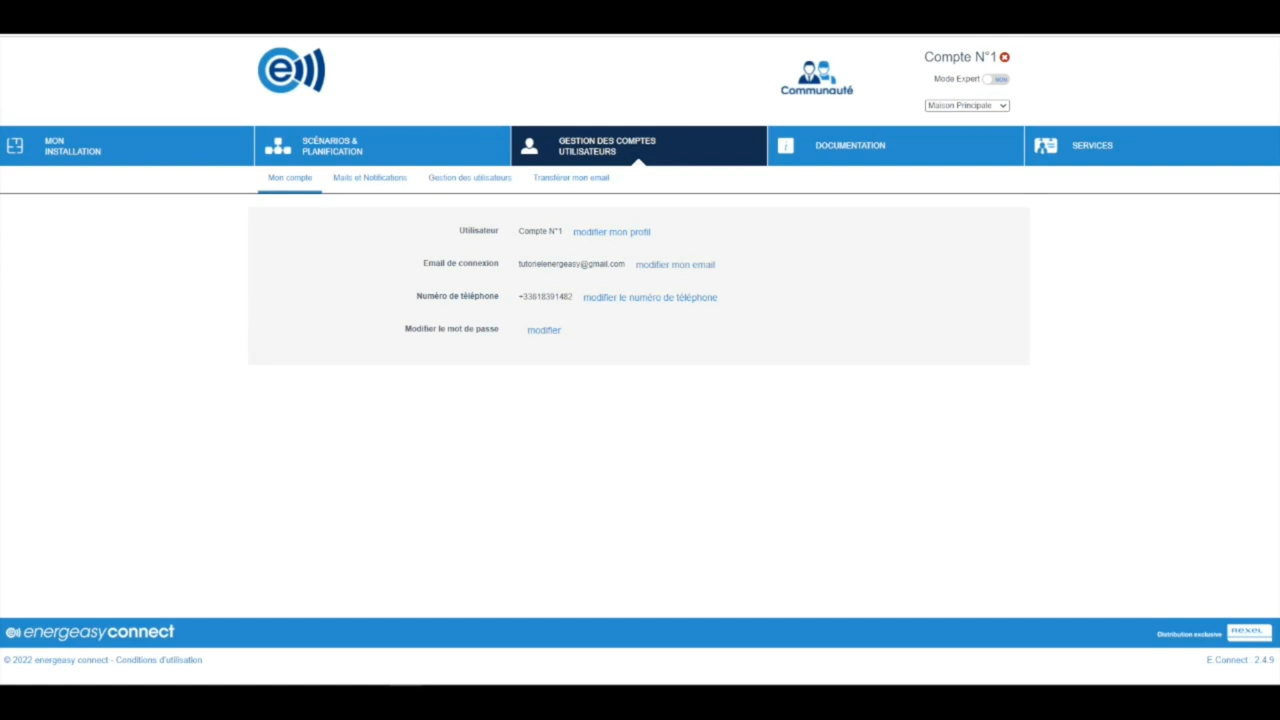 Compte N°1
Communauté
Mode Expert NON
Maison Principale
MON
INSTALLATION
SCÉNARIOS &
PLANIFICATION
GESTION DES COMPTES
UTILISATEURS
DOCUMENTATION
SERVICES
Mon compte Mails et Notifications Gestion des utilisateurs Transférer mon email
Utilisateur Compte N°1 modifier mon profil
Email de connexion tutorielenergeasy@gmail.com modifier mon email
Numéro de téléphone +33618391482 modifier le numéro de téléphone
Modifier le mot de passe modifier
energeasyconnect
Distribution exclusive REXEL
© 2022 energeasy connect - Conditions d'utilisation
E.Connect : 2.4.9